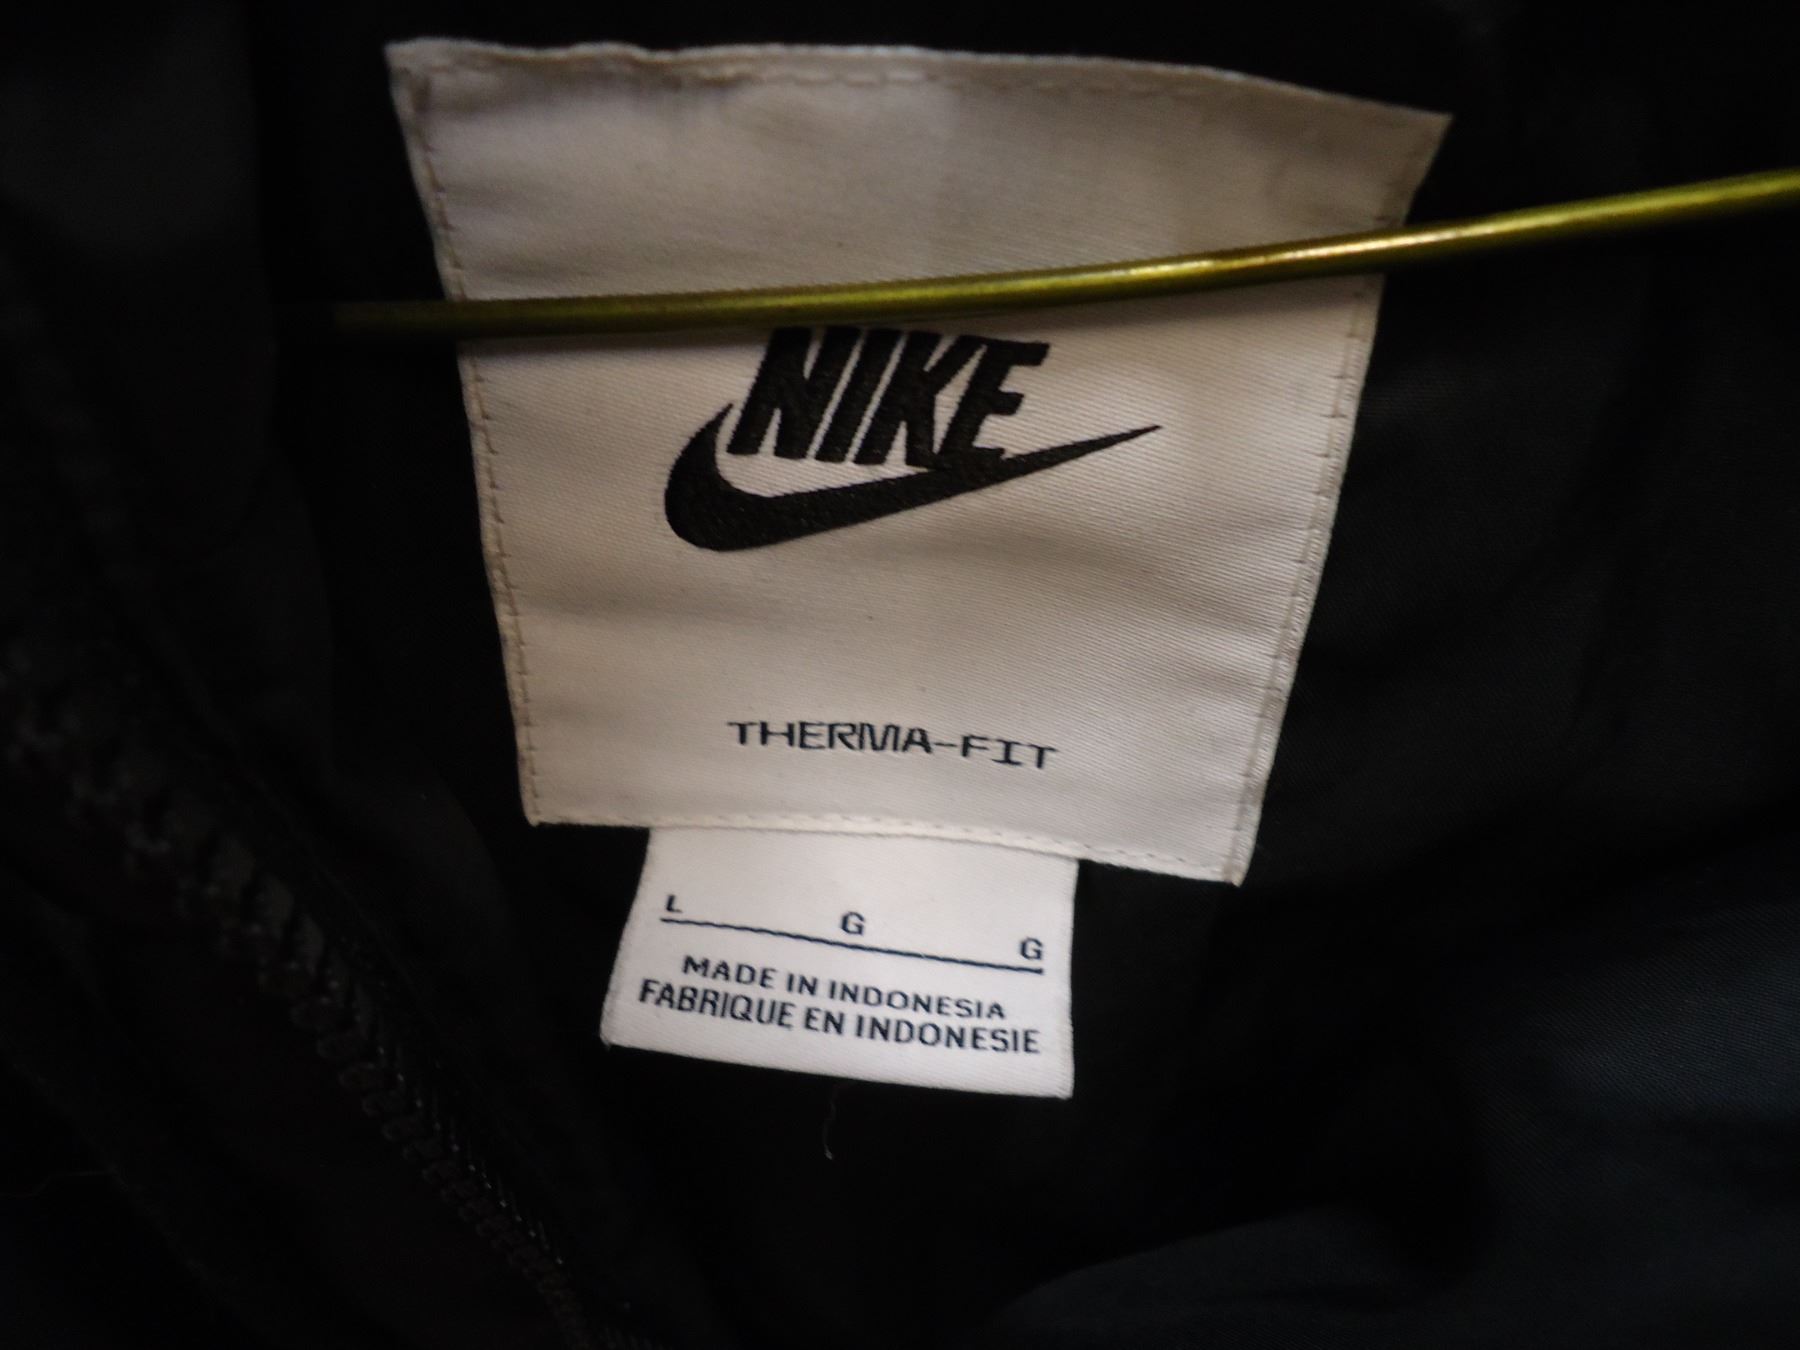 NIKE
THERMA-FIT
L G G
MADE IN INDONESIA
FABRIQUE EN INDONESIE